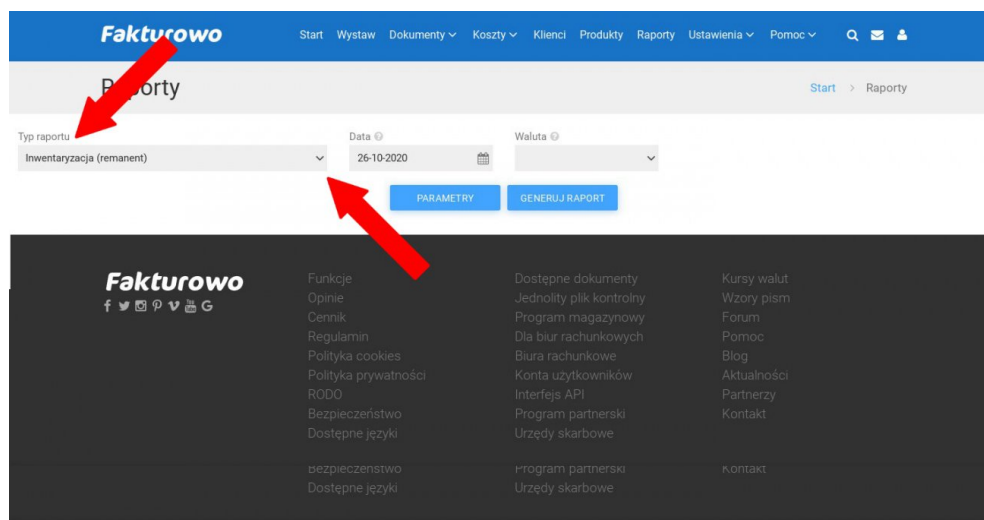 Fakturowo
Start Wystaw Dokumenty Koszty Klienci Produkty Raporty Ustawienia Pomoc
Raporty
Start > Raporty
Typ raportu Data Waluta
Inwentaryzacja (remanent) 26-10-2020
PARAMETRY GENERUJ RAPORT
Fakturowo
Funkcje
Opinie
Cennik
Regulamin
Polityka cookies
Polityka prywatności
RODO
Bezpieczeństwo
Dostępne języki
Dostępne dokumenty
Jednolity plik kontrolny
Program magazynowy
Dla biur rachunkowych
Biura rachunkowe
Konta użytkowników
Interfejs API
Program partnerski
Urzędy skarbowe
Kursy walut
Wzory pism
Forum
Pomoc
Blog
Aktualności
Partnerzy
Kontakt
Bezpieczeństwo Program partnerski Kontakt
Dostępne języki Urzędy skarbowe